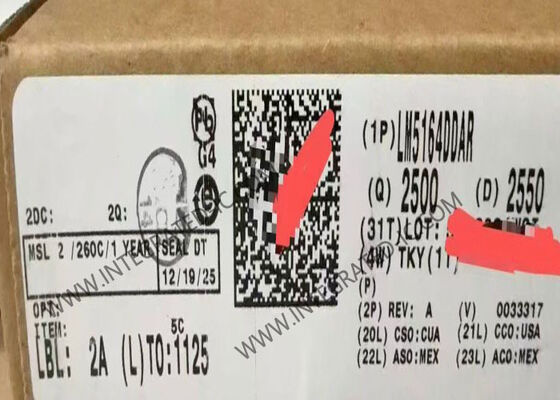 Pb
G4
(1P) LM5164DDAR
(Q) 2500 (D) 2550
(31T) LOT:
(4W) TKY(1T)
(P)
(2P) REV: A (V) 0033317
(20L) CSO:CUA (21L) CCO:USA
(22L) ASO:MEX (23L) ACO:MEX
2DC: 2Q:
MSL 2 /260C/1 YEAR SEAL DT
12/19/25
OPT:
ITEM:
5C
LBL: 2A (L)TO:1125